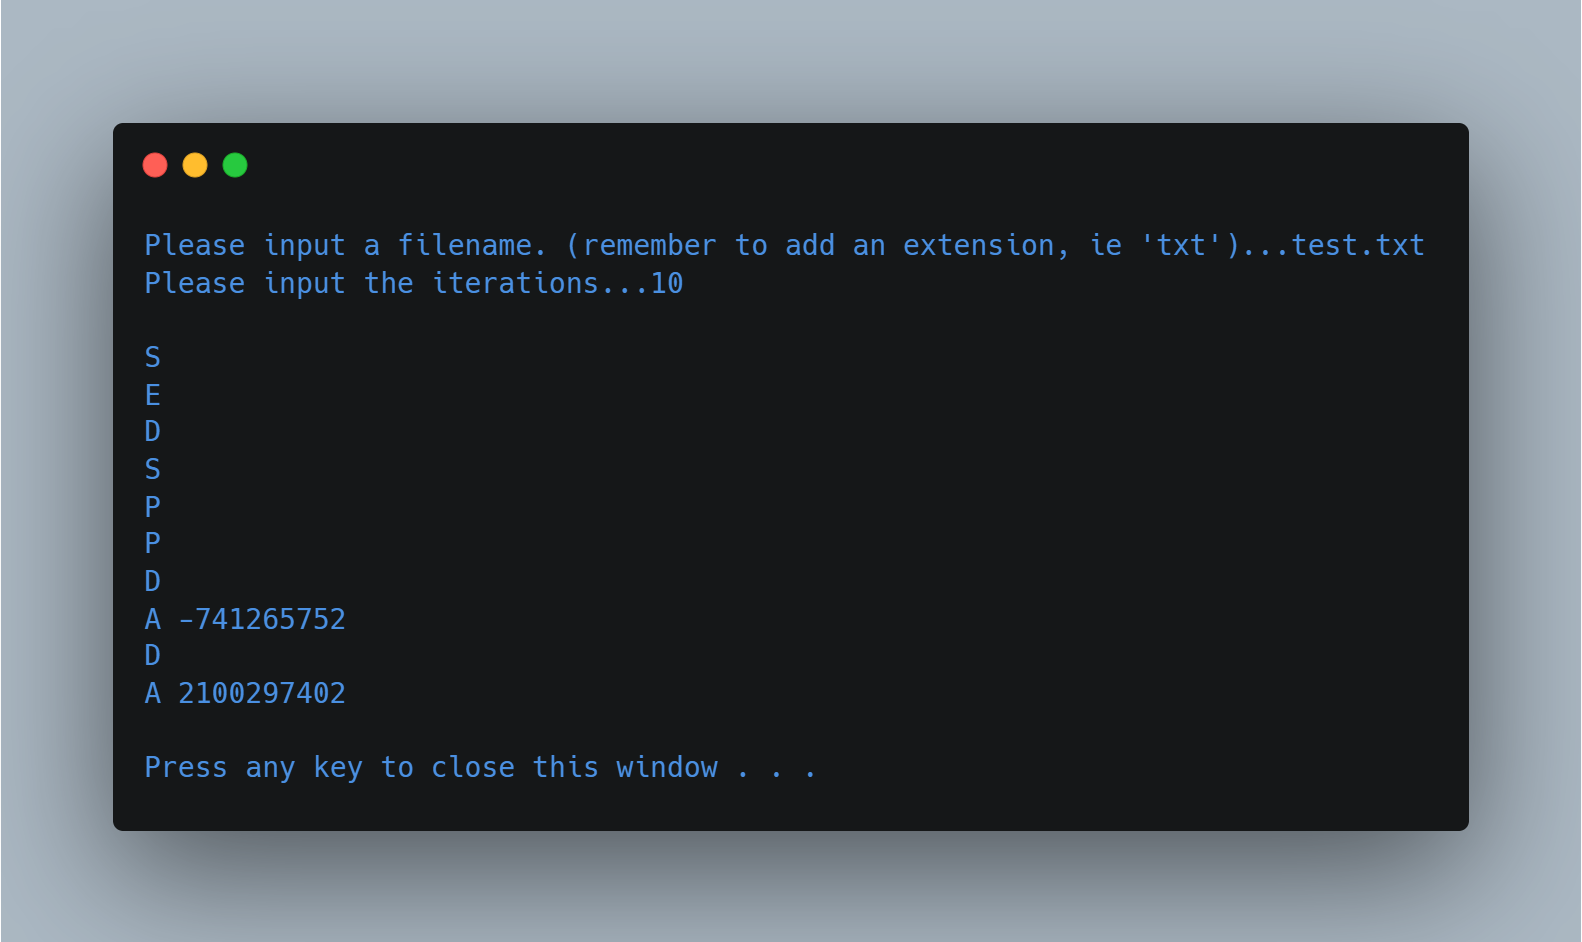 Please input a filename. (remember to add an extension, ie 'txt')...test.txt
Please input the iterations...10
S
E
D
S
P
P
D
A -741265752
D
A 2100297402
Press any key to close this window . . .